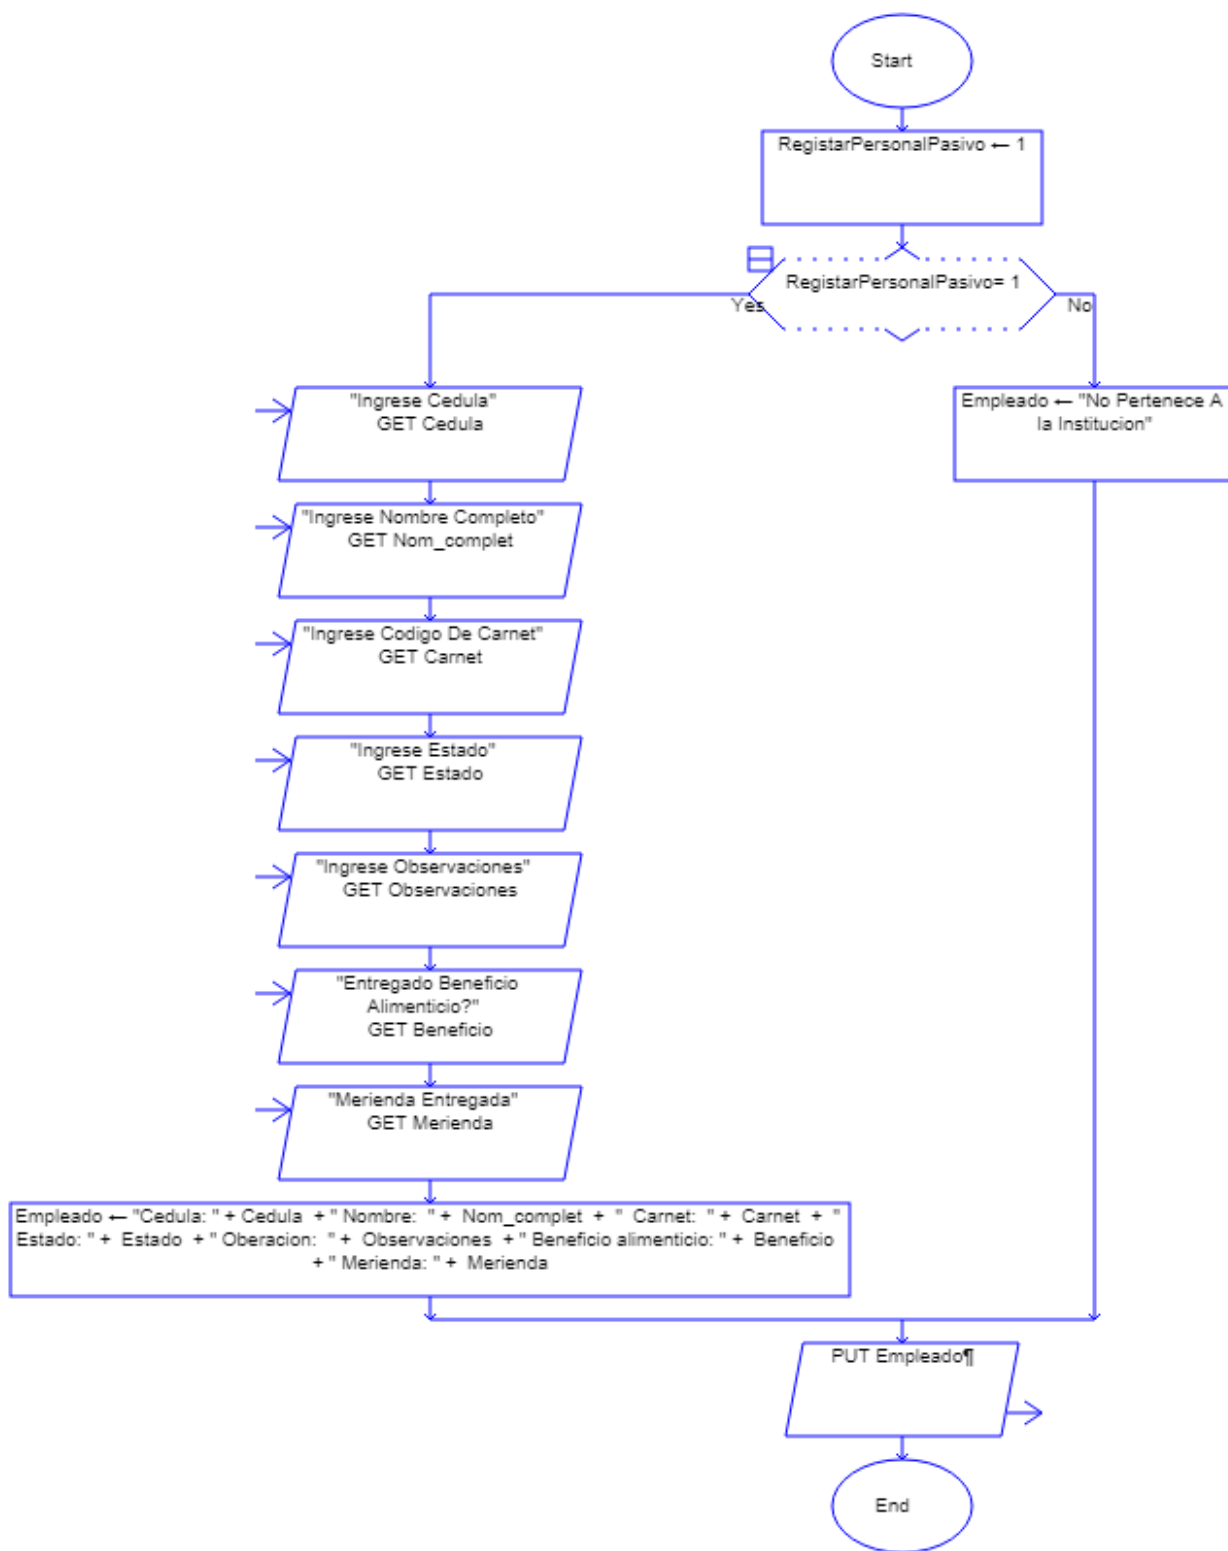 Start
RegistarPersonalPasivo ← 1
RegistarPersonalPasivo= 1
Yes
No
"Ingrese Cedula"
GET Cedula
Empleado ← "No Pertenece A
la Institucion"
"Ingrese Nombre Completo"
GET Nom_complet
"Ingrese Codigo De Carnet"
GET Carnet
"Ingrese Estado"
GET Estado
"Ingrese Observaciones"
GET Observaciones
"Entregado Beneficio
Alimenticio?"
GET Beneficio
"Merienda Entregada"
GET Merienda
Empleado ← "Cedula: " + Cedula + " Nombre: " + Nom_complet + " Carnet: " + Carnet + "
Estado: " + Estado + " Oberacion: " + Observaciones + " Beneficio alimenticio: " + Beneficio
+ " Merienda: " + Merienda
PUT Empleado¶
End